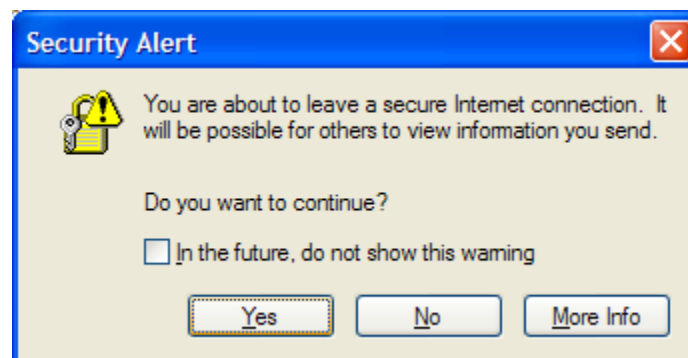 Security Alert
You are about to leave a secure Internet connection.  It
will be possible for others to view information you send.
Do you want to continue?
In the future, do not show this warning
Yes No More Info